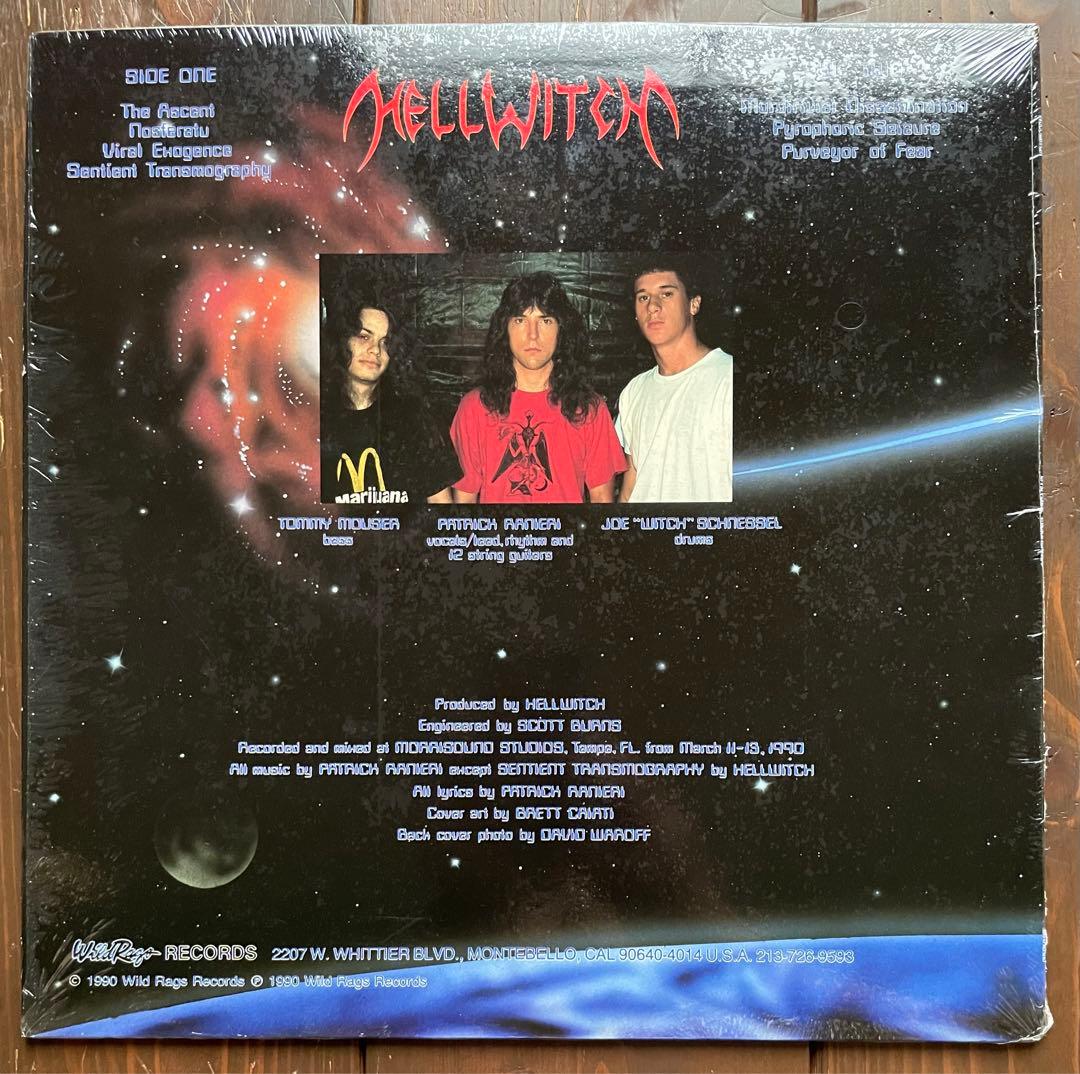 SIDE ONE
The Ascent
Nosferatu
Viral Exogence
Sentient Transmography
HELLWITCH
Pyrophoric Seizure
Purveyor of Fear
Marijuana
TOMMY MOUSER
bass
PATRICK RANIERI
vocals/lead, rhythm and
12 string guitars
JOE "WITCH" SCHNESSEL
drums
Produced by HELLWITCH
Engineered by SCOTT BURNS
Recorded and mixed at MORRISOUND STUDIOS, Tampa, FL. from March 11-13, 1990
All music by PATRICK RANIERI except SENTIENT TRANSMOGRAPHY by HELLWITCH
All lyrics by PATRICK RANIERI
Cover art by BRETT CAIATI
Back cover photo by DAVID WAROFF
Wild Rags RECORDS 2207 W. WHITTIER BLVD., MONTEBELLO, CAL 90640-4014 U.S.A. 213-726-9593
© 1990 Wild Rags Records ℗ 1990 Wild Rags Records